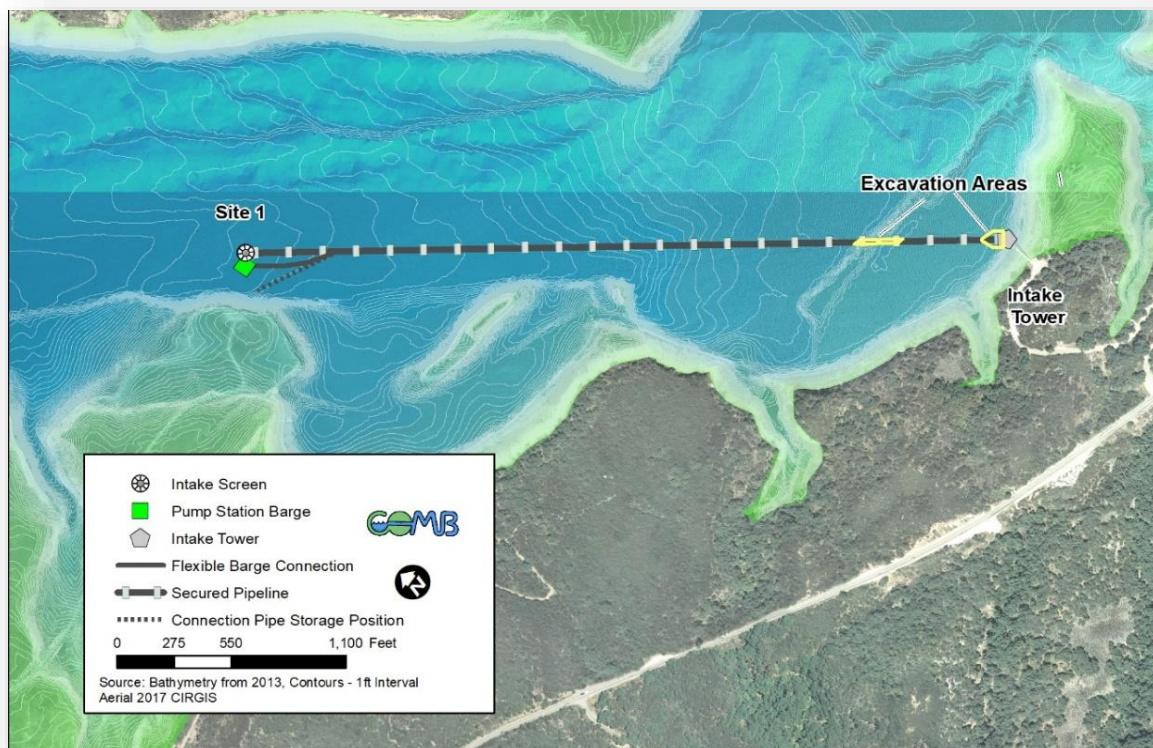 Site 1
Excavation Areas
Intake
Tower
Intake Screen
Pump Station Barge
Intake Tower
Flexible Barge Connection
Secured Pipeline
Connection Pipe Storage Position
COMB
N
0 275 550 1,100 Feet
Source: Bathymetry from 2013, Contours - 1ft Interval
Aerial 2017 CIRGIS